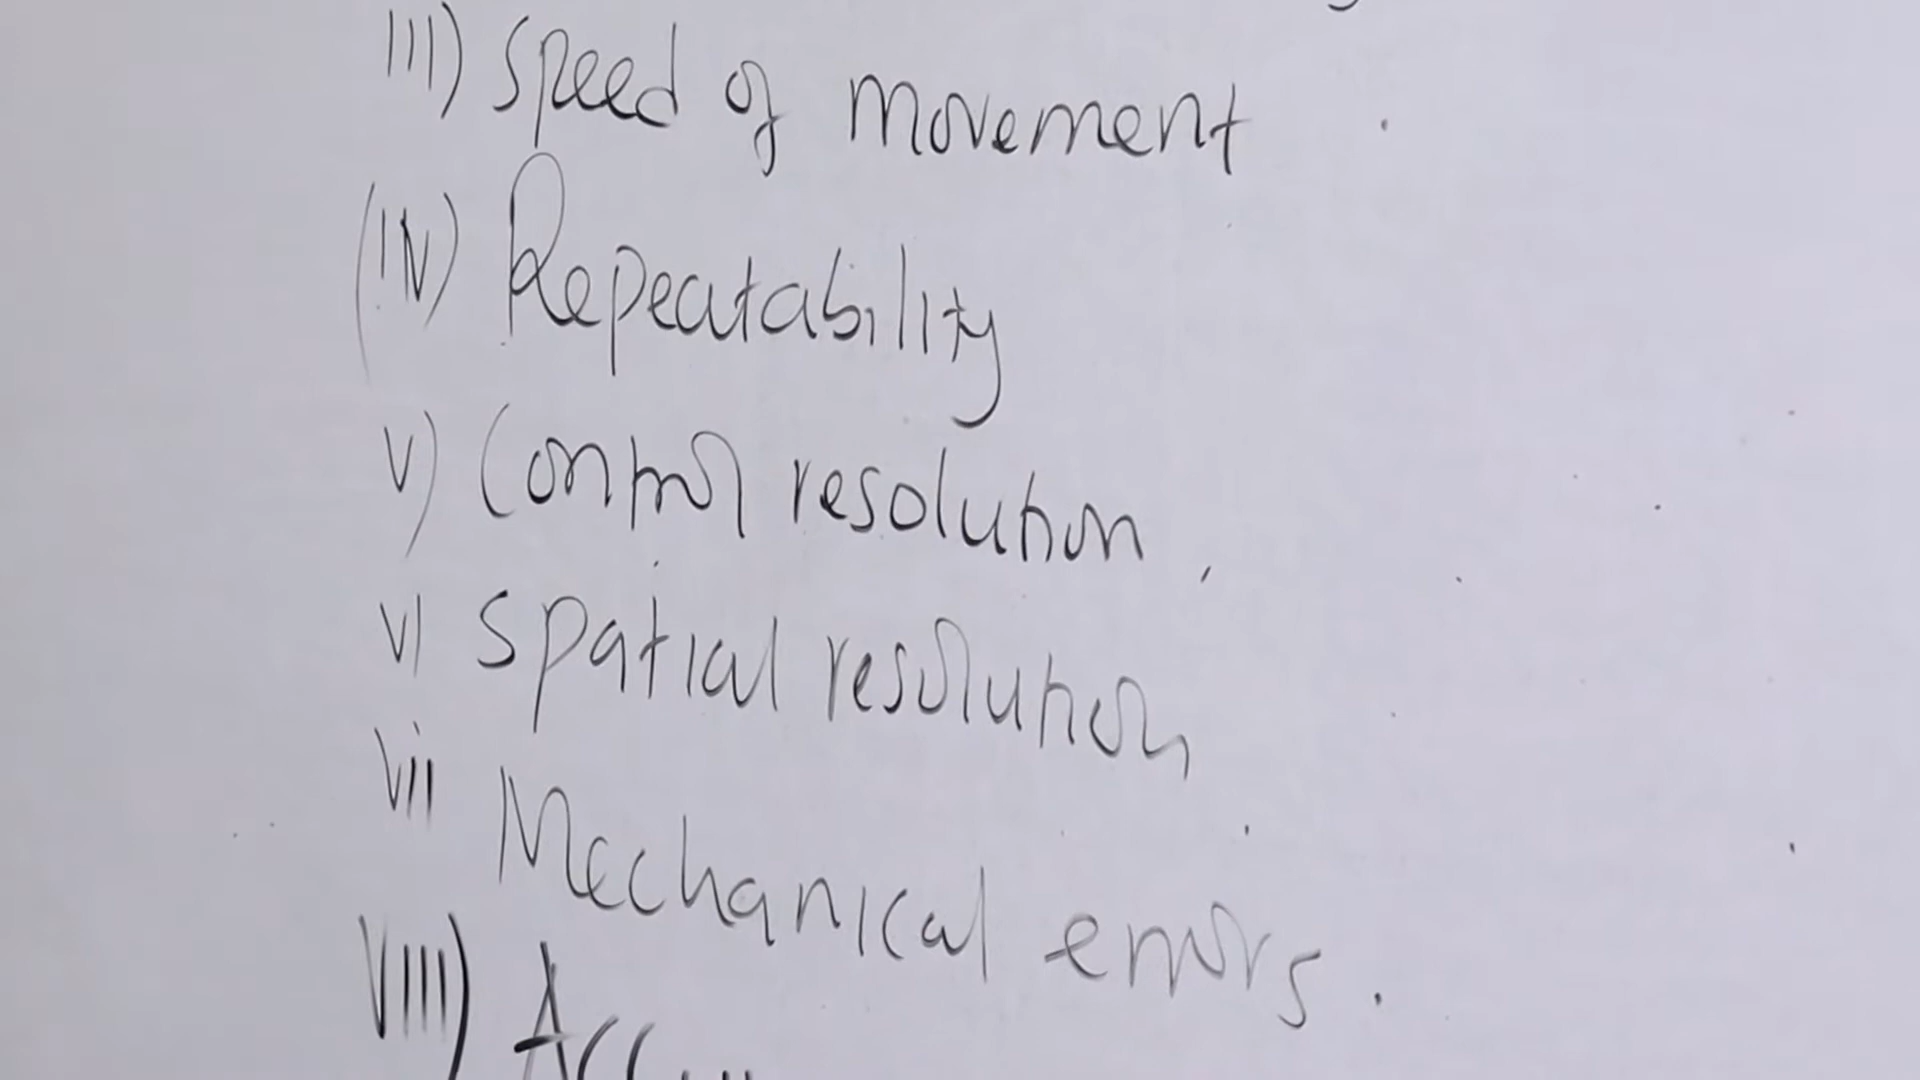 III) Speed of movement
(IV) Repeatability
V) Control resolution,
VI Spatial resolution
Vii Mechanical errors.
VIII)